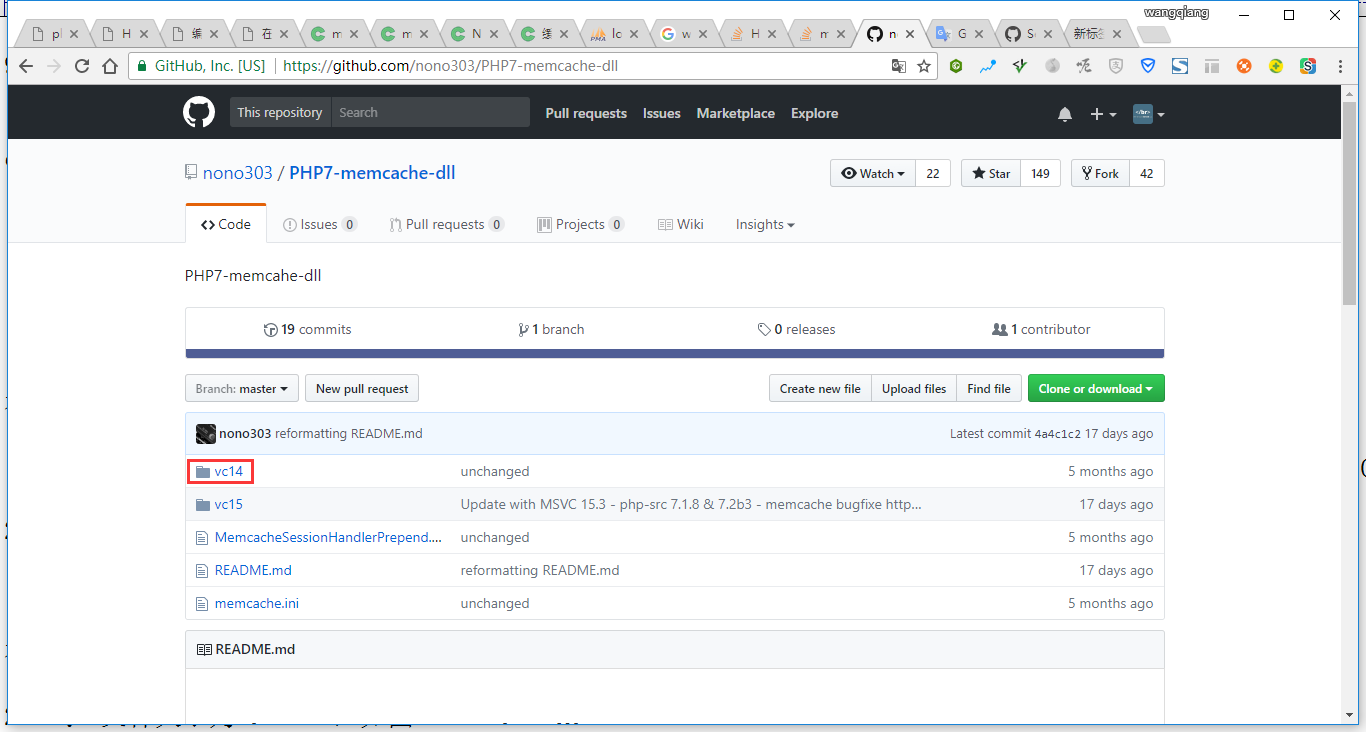 wangqiang
pl H 编 在 m m N 缓 lo w H m n G S 新标签
GitHub, Inc. [US] https://github.com/nono303/PHP7-memcache-dll
This repository Search Pull requests Issues Marketplace Explore
nono303 / PHP7-memcache-dll Watch 22 Star 149 Fork 42
Code Issues 0 Pull requests 0 Projects 0 Wiki Insights
PHP7-memcahe-dll
19 commits 1 branch 0 releases 1 contributor
Branch: master New pull request Create new file Upload files Find file Clone or download
nono303 reformatting README.md Latest commit 4a4c1c2 17 days ago
vc14 unchanged 5 months ago
vc15 Update with MSVC 15.3 - php-src 7.1.8 & 7.2b3 - memcache bugfixe http... 17 days ago
MemcacheSessionHandlerPrepend.... unchanged 5 months ago
README.md reformatting README.md 17 days ago
memcache.ini unchanged 5 months ago
README.md